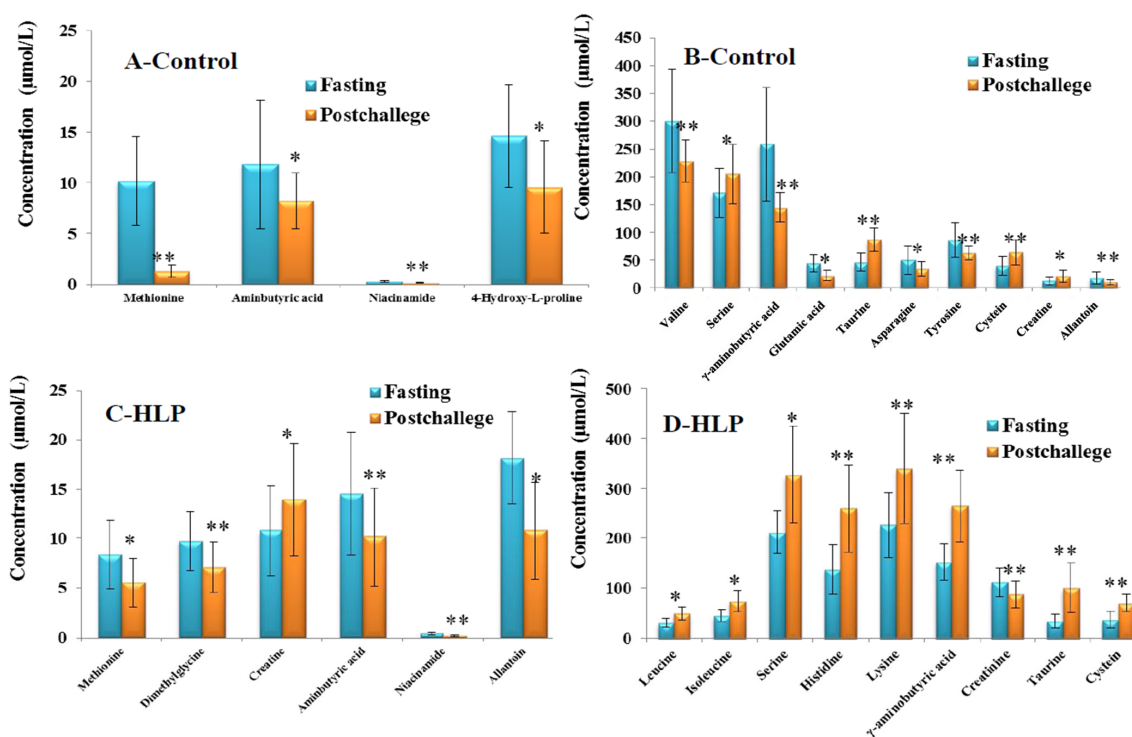 A-Control
Fasting
Postchallege
Concentration (µmol/L)
25
20
15
10
5
0
**
*
**
*
Methionine
Aminbutyric acid
Niacinamide
4-Hydroxy-L-proline
B-Control
Fasting
Postchallege
Concentration (µmol/L)
450
400
350
300
250
200
150
100
50
0
**
*
**
*
**
*
**
**
*
**
Valine
Serine
γ-aminobutyric acid
Glutamic acid
Taurine
Asparagine
Tyrosine
Cystein
Creatine
Allantoin
C-HLP
Fasting
Postchallege
Concentration (µmol/L)
25
20
15
10
5
0
*
**
*
**
**
*
Methionine
Dimethylglycine
Creatine
Aminbutyric acid
Niacinamide
Allantoin
D-HLP
Fasting
Postchallege
Concentration (µmol/L)
500
400
300
200
100
0
*
*
*
**
**
**
**
**
**
Leucine
Isoleucine
Serine
Histidine
Lysine
γ-aminobutyric acid
Creatinine
Taurine
Cystein